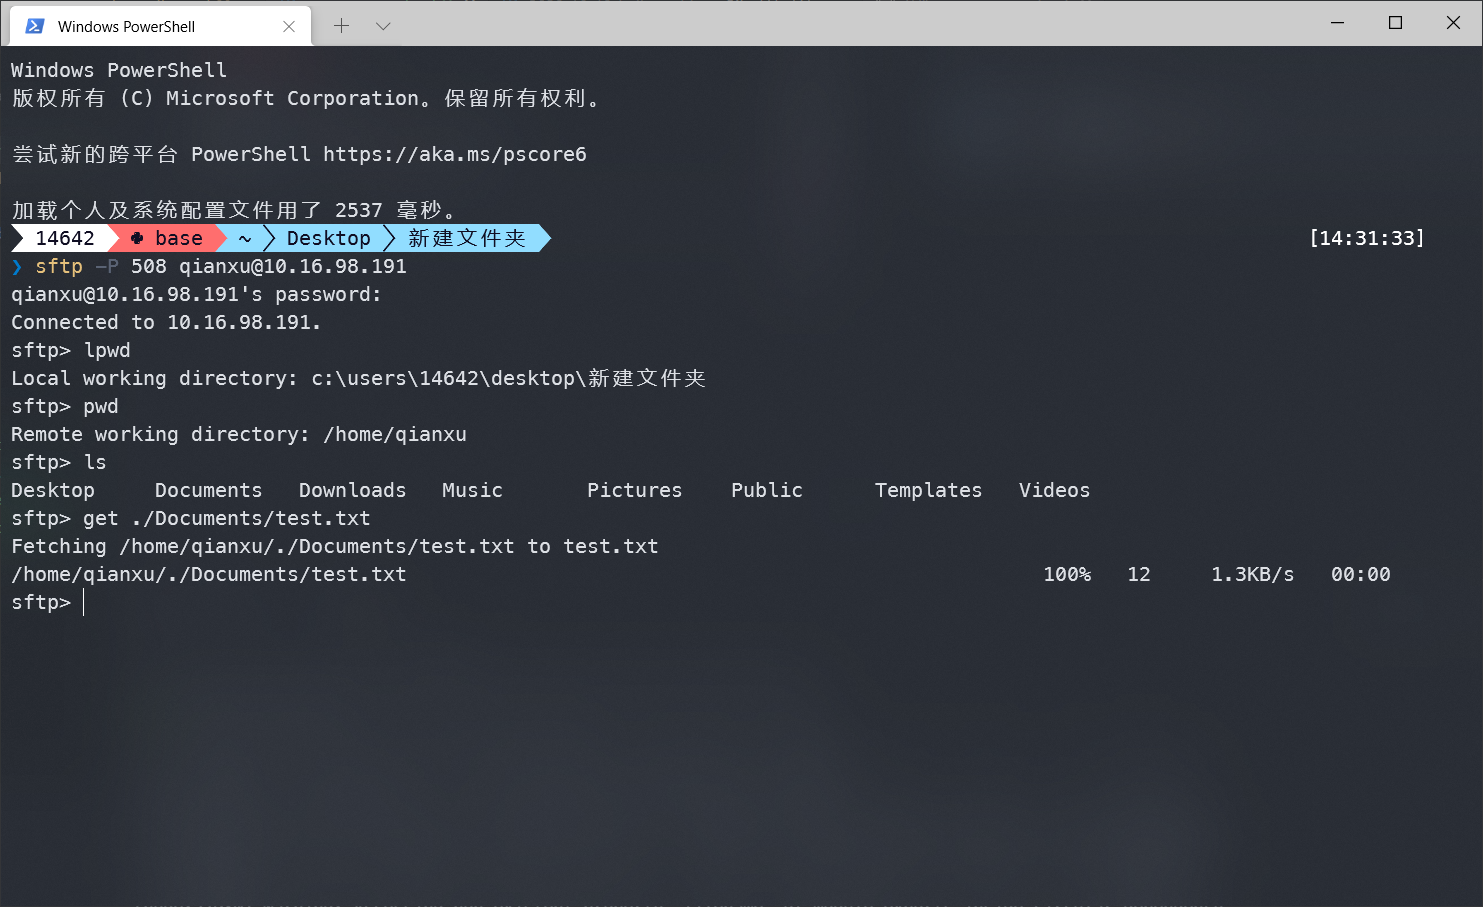 Windows PowerShell
Windows PowerShell
版权所有 (C) Microsoft Corporation。保留所有权利。
尝试新的跨平台 PowerShell https://aka.ms/pscore6
加载个人及系统配置文件用了 2537 毫秒。
14642 base ~ Desktop 新建文件夹 [14:31:33]
❯ sftp -P 508 qianxu@10.16.98.191
qianxu@10.16.98.191's password:
Connected to 10.16.98.191.
sftp> lpwd
Local working directory: c:\users\14642\desktop\新建文件夹
sftp> pwd
Remote working directory: /home/qianxu
sftp> ls
Desktop Documents Downloads Music Pictures Public Templates Videos
sftp> get ./Documents/test.txt
Fetching /home/qianxu/./Documents/test.txt to test.txt
/home/qianxu/./Documents/test.txt 100% 12 1.3KB/s 00:00
sftp>